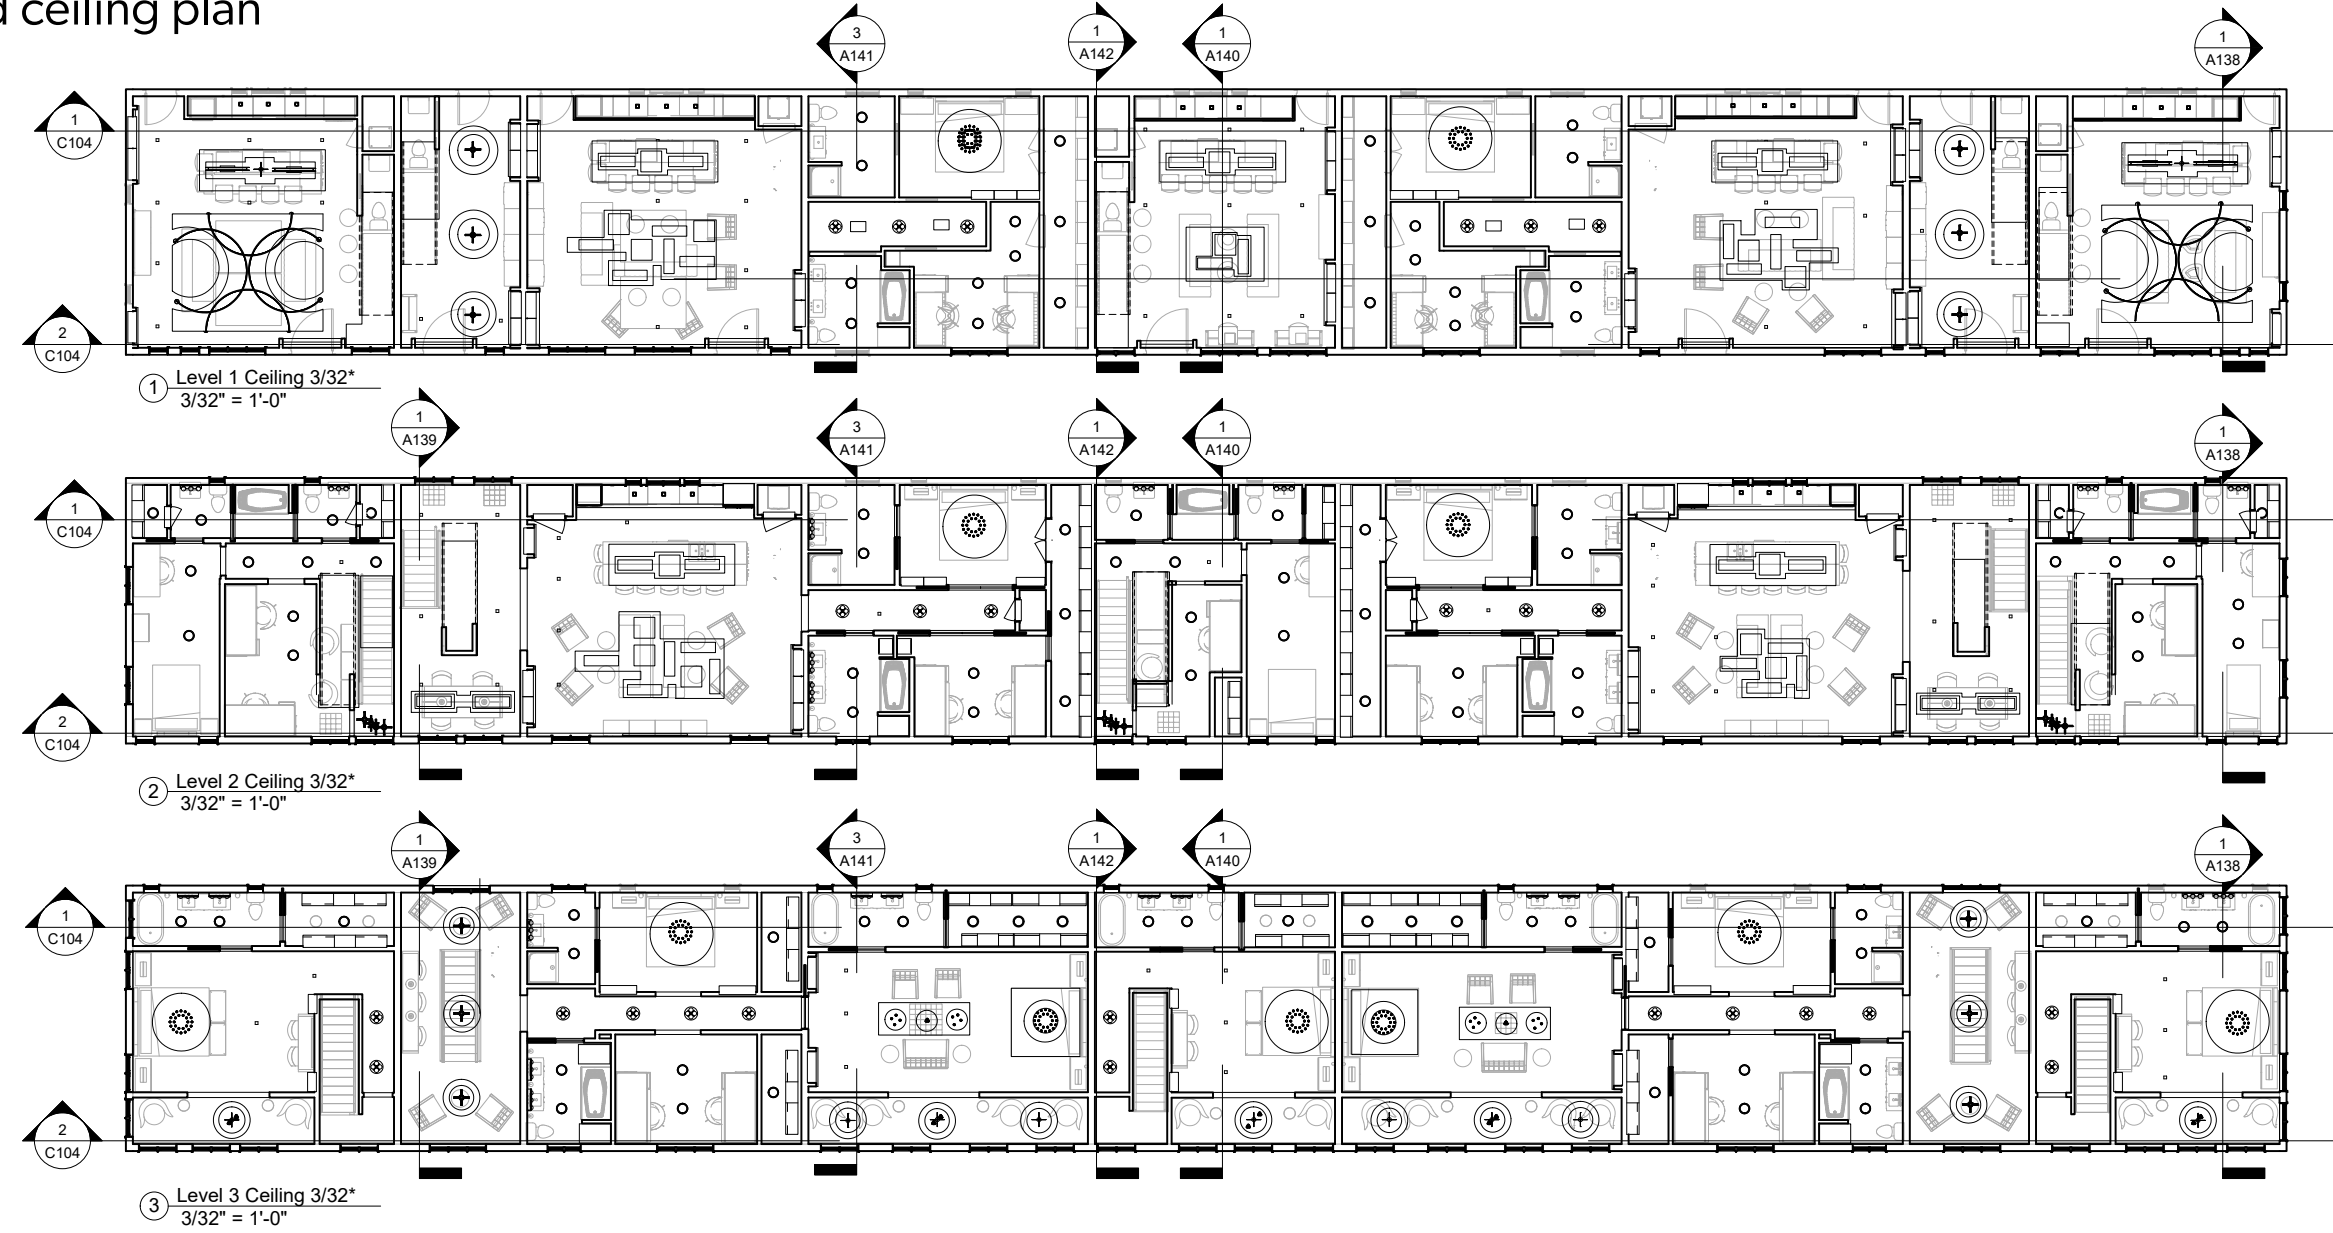 ceiling plan
3
A141
1
A142
1
A140
1
A138
1
C104
2
C104
1
Level 1 Ceiling 3/32*
3/32" = 1'-0"
1
A139
3
A141
1
A142
1
A140
1
A138
1
C104
2
C104
2
Level 2 Ceiling 3/32*
3/32" = 1'-0"
1
A139
3
A141
1
A142
1
A140
1
A138
1
C104
2
C104
3
Level 3 Ceiling 3/32*
3/32" = 1'-0"